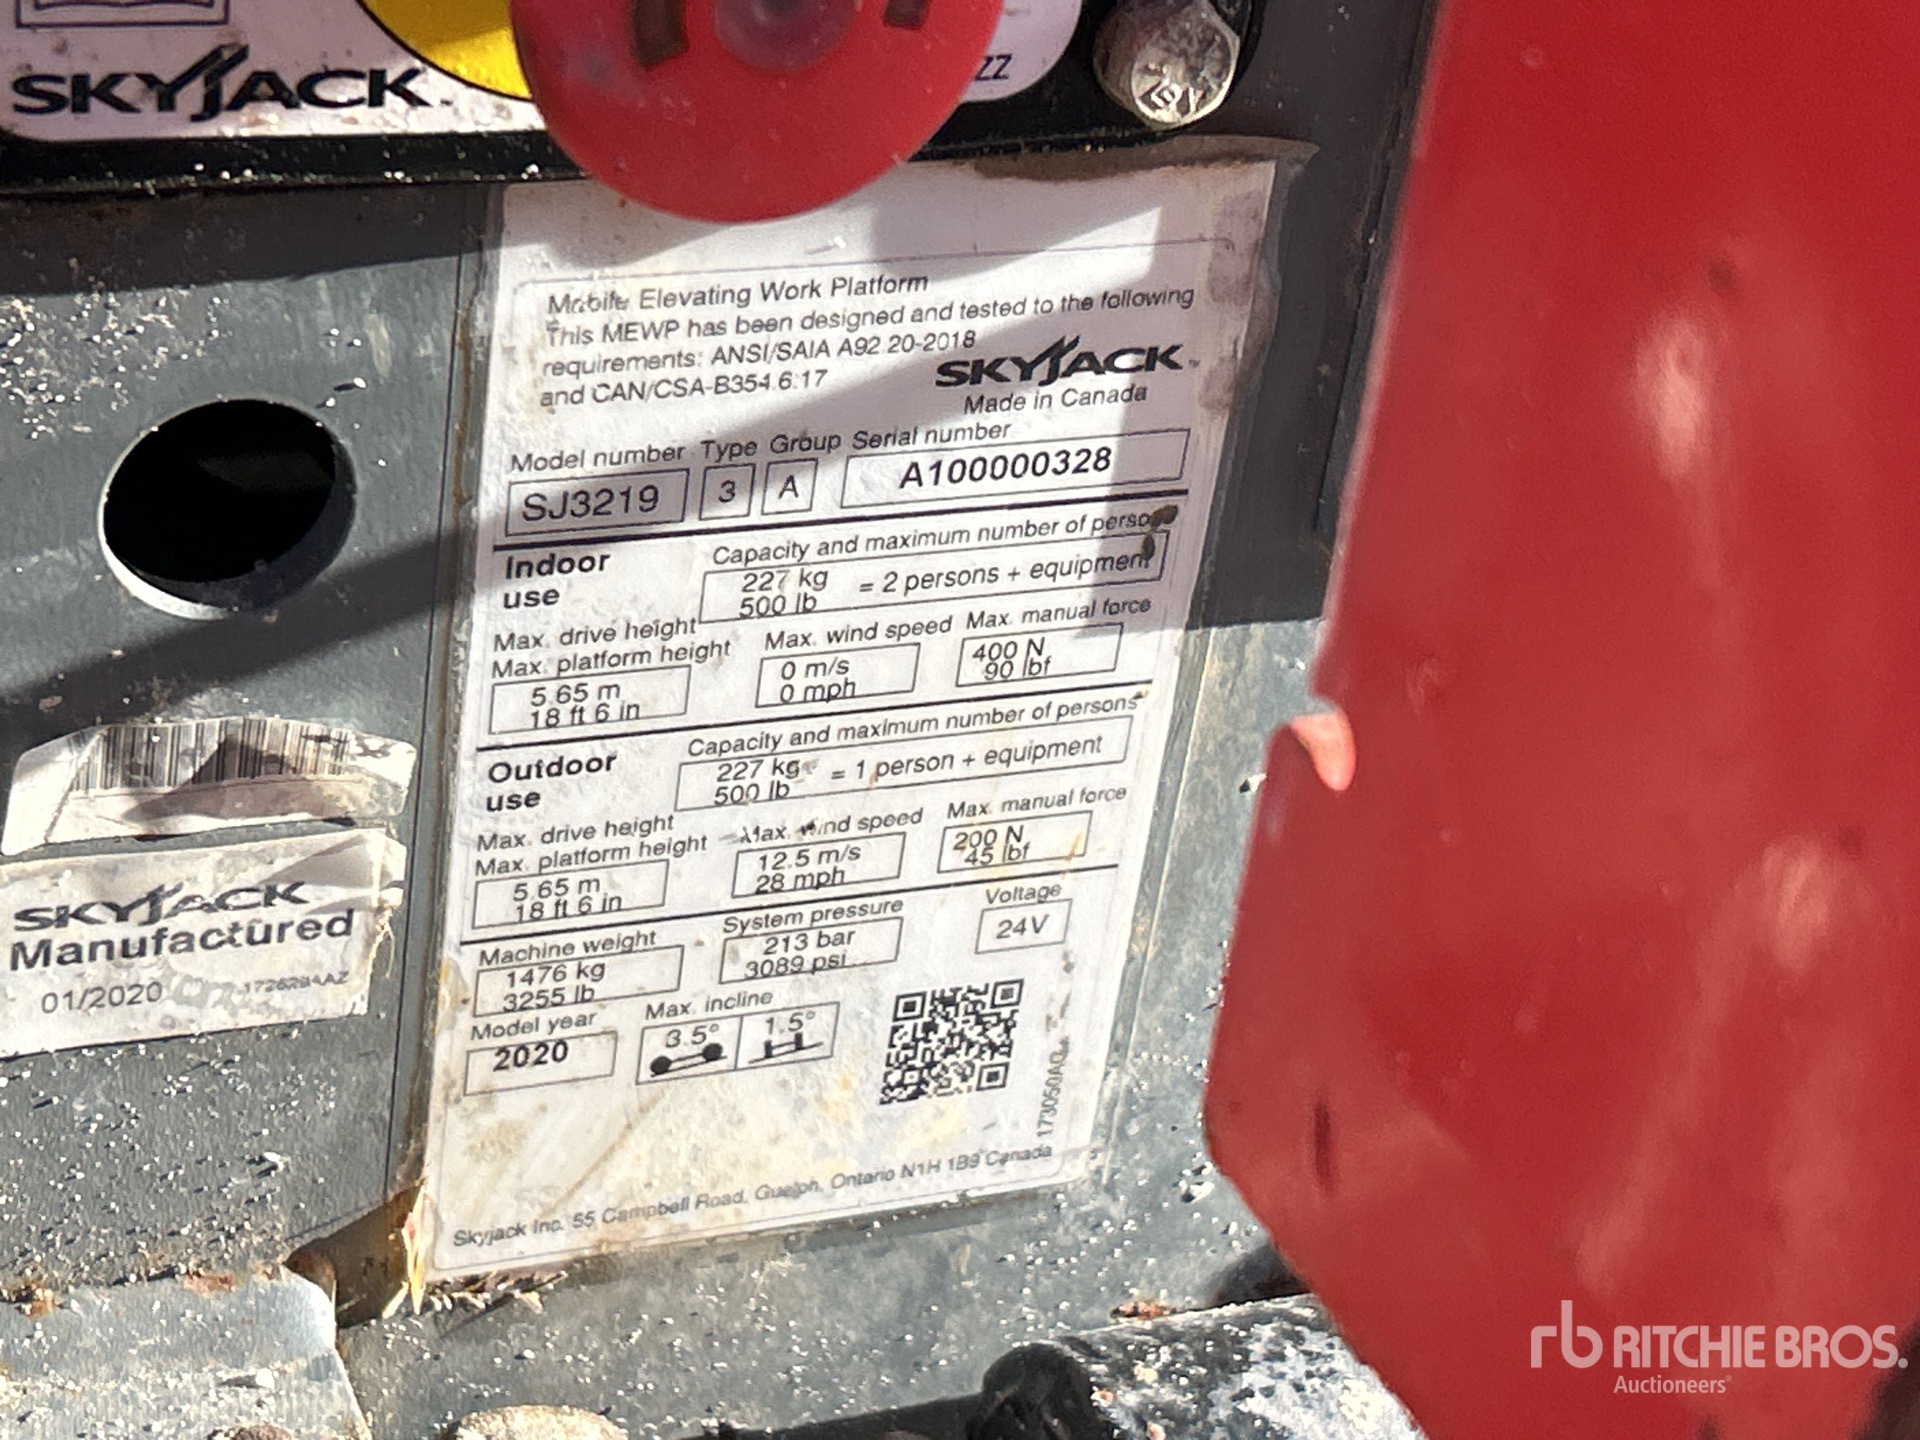 SKYJACK
ZZ
Mobile Elevating Work Platform
This MEWP has been designed and tested to the following
requirements: ANSI/SAIA A92.20-2018
and CAN/CSA-B354.6:17
SKYJACK
Made in Canada
Model number Type Group Serial number
SJ3219 3 A A100000328
Indoor
use
Capacity and maximum number of persons
227 kg
500 lb
= 2 persons + equipment
Max. drive height
Max. platform height
5.65 m
18 ft 6 in
Max. wind speed
0 m/s
0 mph
Max. manual force
400 N
90 lbf
Outdoor
use
Capacity and maximum number of persons
227 kg
500 lb
= 1 person + equipment
Max. drive height
Max. platform height
5.65 m
18 ft 6 in
Max. wind speed
12.5 m/s
28 mph
Max. manual force
200 N
45 lbf
Machine weight
1476 kg
3255 lb
System pressure
213 bar
3089 psi
Voltage
24V
Model year
2020
Max. incline
3.5° 1.5°
173050AQ
Skyjack Inc. 55 Campbell Road, Guelph, Ontario N1H 1B9 Canada
SKYJACK
Manufactured
01/2020
rb RITCHIE BROS.
Auctioneers